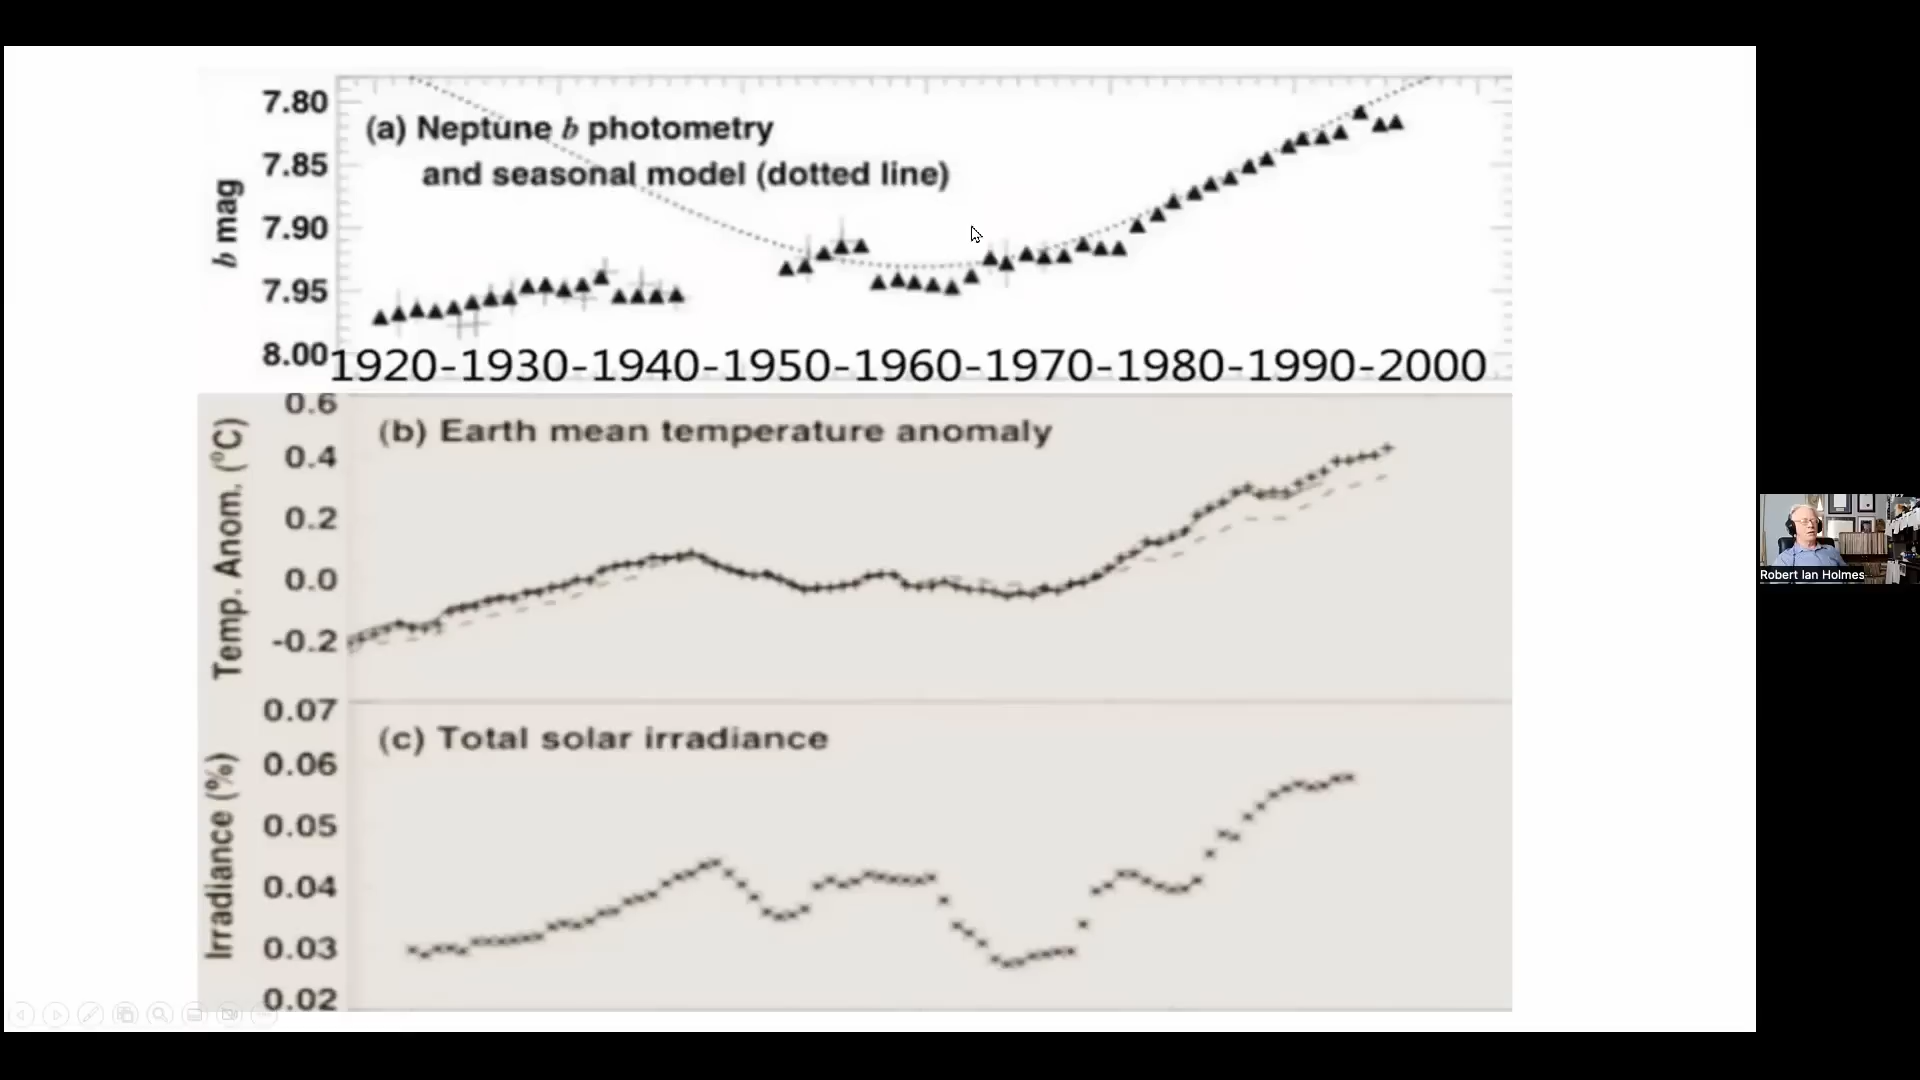 7.80
(a) Neptune b photometry
and seasonal model (dotted line)
7.85
7.90
7.95
8.00
b mag
1920-1930-1940-1950-1960-1970-1980-1990-2000
0.6
(b) Earth mean temperature anomaly
0.4
0.2
0.0
-0.2
Temp. Anom. (°C)
0.07
(c) Total solar irradiance
0.06
0.05
0.04
0.03
0.02
Irradiance (%)
Robert Ian Holmes